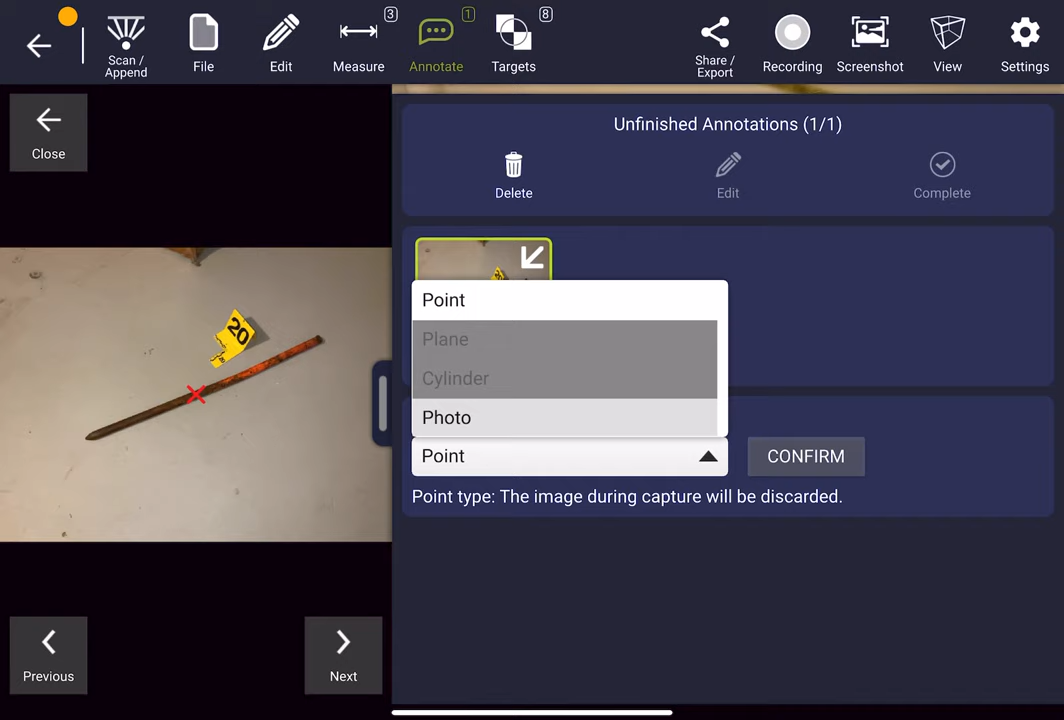 3
1
8
Scan /
Append
File
Edit
Measure
Annotate
Targets
Share /
Export
Recording
Screenshot
View
Settings
Close
Unfinished Annotations (1/1)
Delete
Edit
Complete
Point
Plane
Cylinder
Photo
Point
CONFIRM
Point type: The image during capture will be discarded.
20
Previous
Next